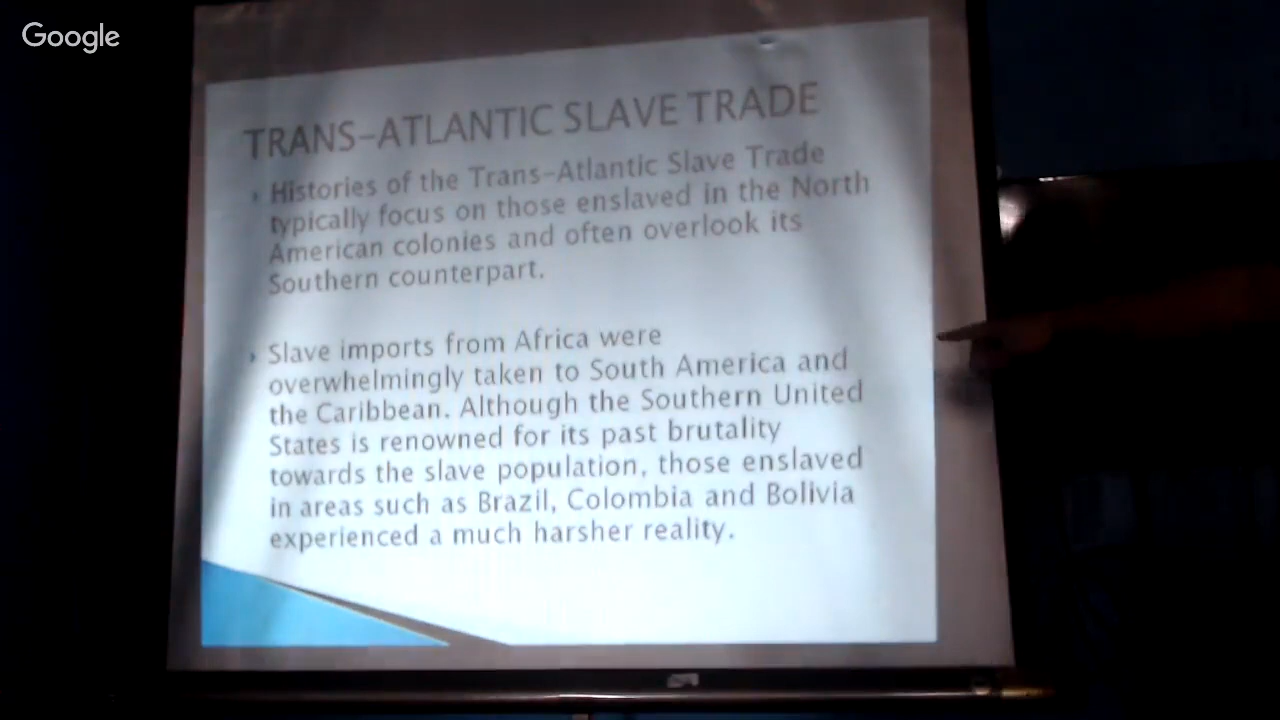 Google
TRANS-ATLANTIC SLAVE TRADE
Histories of the Trans-Atlantic Slave Trade
typically focus on those enslaved in the North
American colonies and often overlook its
Southern counterpart.
Slave imports from Africa were
overwhelmingly taken to South America and
the Caribbean. Although the Southern United
States is renowned for its past brutality
towards the slave population, those enslaved
in areas such as Brazil, Colombia and Bolivia
experienced a much harsher reality.